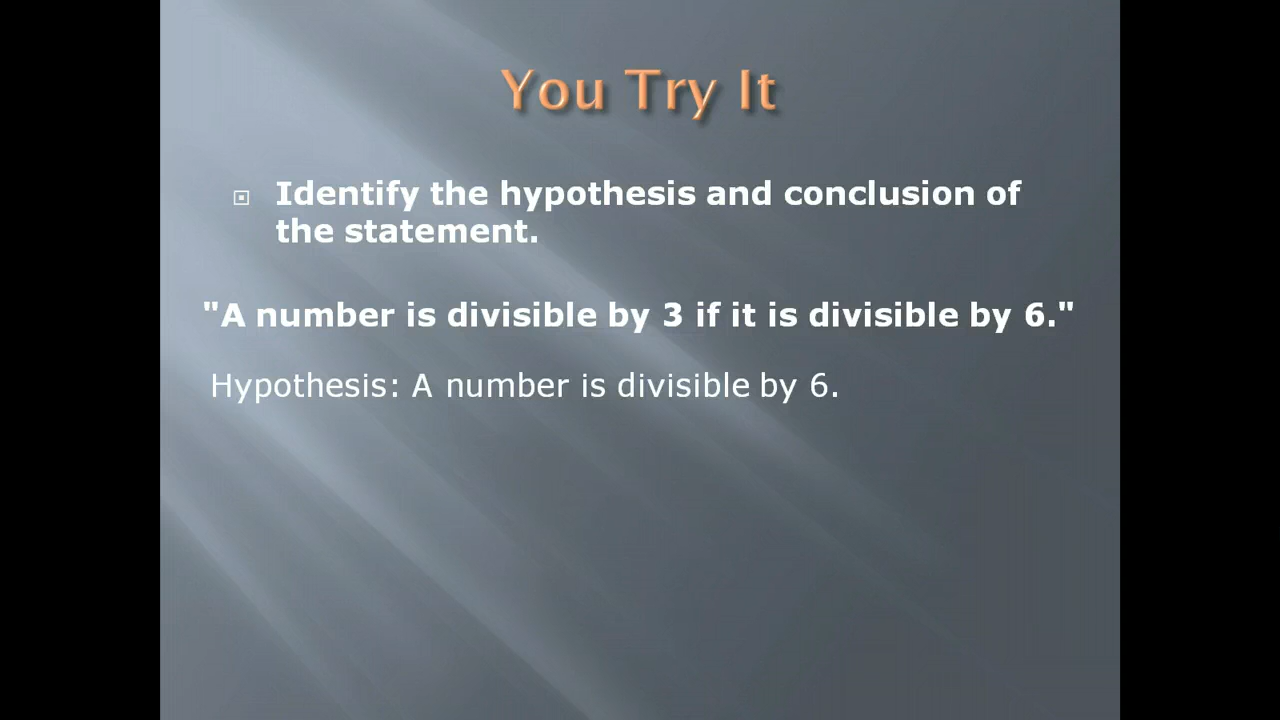 You Try It
Identify the hypothesis and conclusion of
the statement.
"A number is divisible by 3 if it is divisible by 6."
Hypothesis: A number is divisible by 6.